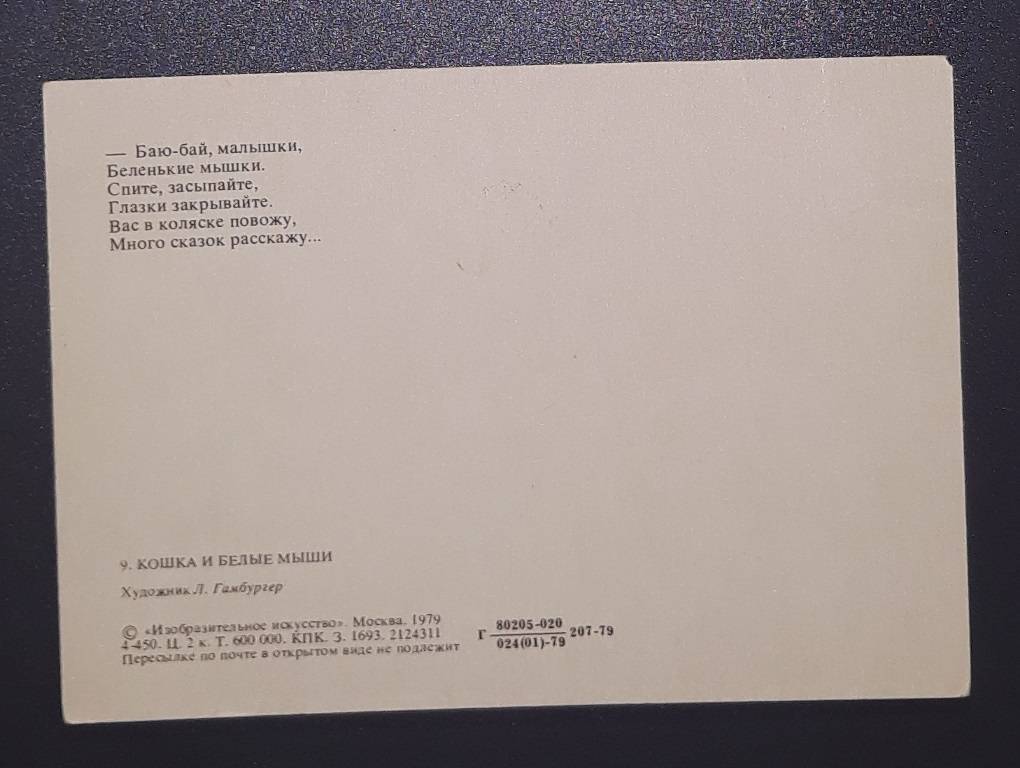 — Баю-бай, малышки,
Беленькие мышки.
Спите, засыпайте,
Глазки закрывайте.
Вас в коляске повожу,
Много сказок расскажу...
9. КОШКА И БЕЛЫЕ МЫШИ
Художник Л. Гамбургер
© «Изобразительное искусство». Москва. 1979
4-450. Ц. 2 к. Т. 600 000. КПК. З. 1693. 2124311
Пересылке по почте в открытом виде не подлежит
80205-020
Г 207-79
024(01)-79